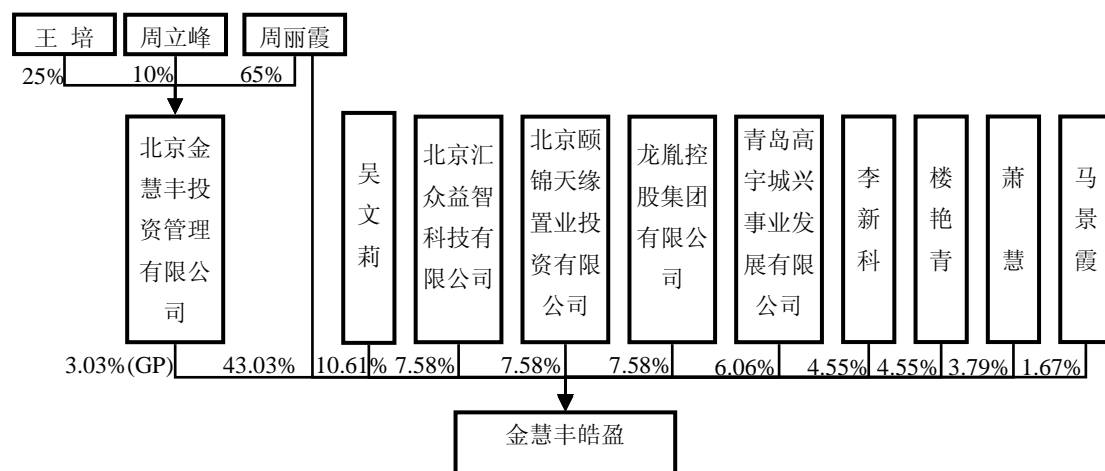 王 培 周立峰 周丽霞
25% 10% 65%
北京金
慧丰投
资管理
有限公
司
吴
文
莉
北京汇
众益智
科技有
限公司
北京颐
锦天缘
置业投
资有限
公司
龙胤控
股集团
有限公
司
青岛高
宇城兴
事业发
展有限
公司
李
新
科
楼
艳
青
萧
慧
马
景
霞
3.03%(GP) 43.03% 10.61% 7.58% 7.58% 7.58% 6.06% 4.55% 4.55% 3.79% 1.67%
金慧丰皓盈